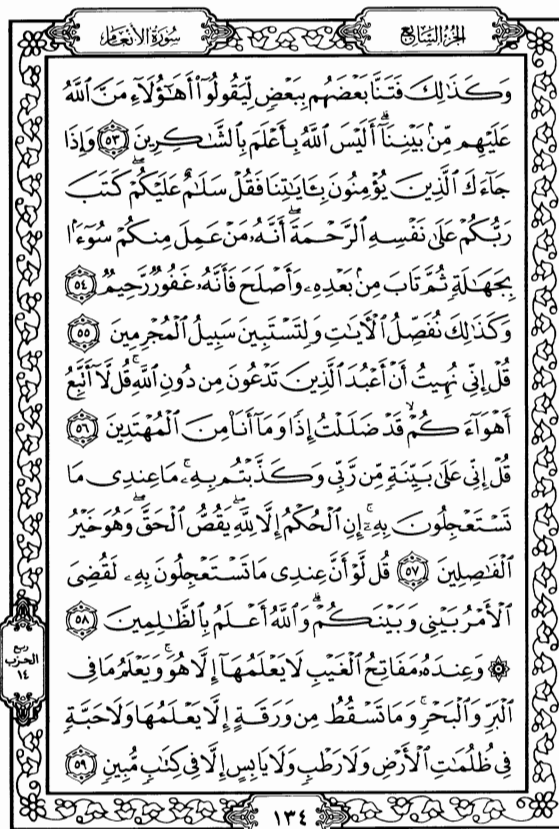 الجزء السابع
سورة الأنعام
وَكَذَٰلِكَ فَتَنَّا بَعْضَهُم بِبَعْضٍ لِّيَقُولُوٓا۟ أَهَٰٓؤُلَآءِ مَنَّ ٱللَّهُ
عَلَيْهِم مِّنۢ بَيْنِنَآ ۗ أَلَيْسَ ٱللَّهُ بِأَعْلَمَ بِٱلشَّٰكِرِينَ ٥٣ وَإِذَا
جَآءَكَ ٱلَّذِينَ يُؤْمِنُونَ بِـَٔايَٰتِنَا فَقُلْ سَلَٰمٌ عَلَيْكُمْ ۖ كَتَبَ
رَبُّكُمْ عَلَىٰ نَفْسِهِ ٱلرَّحْمَةَ ۖ أَنَّهُۥ مَنْ عَمِلَ مِنكُمْ سُوٓءًۢا
بِجَهَٰلَةٍ ثُمَّ تَابَ مِنۢ بَعْدِهِۦ وَأَصْلَحَ فَأَنَّهُۥ غَفُورٌ رَّحِيمٌ ٥٤
وَكَذَٰلِكَ نُفَصِّلُ ٱلْـَٔايَٰتِ وَلِتَسْتَبِينَ سَبِيلُ ٱلْمُجْرِمِينَ ٥٥
قُلْ إِنِّى نُهِيتُ أَنْ أَعْبُدَ ٱلَّذِينَ تَدْعُونَ مِن دُونِ ٱللَّهِ ۚ قُل لَّآ أَتَّبِعُ
أَهْوَآءَكُمْ ۙ قَدْ ضَلَلْتُ إِذًا وَمَآ أَنَا۠ مِنَ ٱلْمُهْتَدِينَ ٥٦
قُلْ إِنِّى عَلَىٰ بَيِّنَةٍ مِّن رَّبِّى وَكَذَّبْتُم بِهِۦ ۚ مَا عِندِى مَا
تَسْتَعْجِلُونَ بِهِۦٓ ۚ إِنِ ٱلْحُكْمُ إِلَّا لِلَّهِ ۖ يَقُصُّ ٱلْحَقَّ ۖ وَهُوَ خَيْرُ
ٱلْفَٰصِلِينَ ٥٧ قُل لَّوْ أَنَّ عِندِى مَا تَسْتَعْجِلُونَ بِهِۦ لَقُضِىَ
ٱلْأَمْرُ بَيْنِى وَبَيْنَكُمْ ۗ وَٱللَّهُ أَعْلَمُ بِٱلظَّٰلِمِينَ ٥٨
۞ وَعِندَهُۥ مَفَاتِحُ ٱلْغَيْبِ لَا يَعْلَمُهَآ إِلَّا هُوَ ۚ وَيَعْلَمُ مَا فِى
ٱلْبَرِّ وَٱلْبَحْرِ ۚ وَمَا تَسْقُطُ مِن وَرَقَةٍ إِلَّا يَعْلَمُهَا وَلَا حَبَّةٍ
فِى ظُلُمَٰتِ ٱلْأَرْضِ وَلَا رَطْبٍ وَلَا يَابِسٍ إِلَّا فِى كِتَٰبٍ مُّبِينٍ ٥٩
ربع
الحزب
١٤
١٣٤